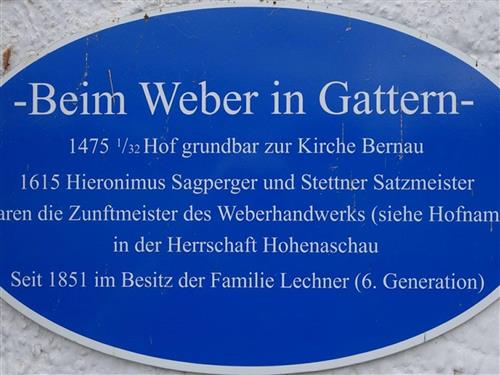 -Beim Weber in Gattern-
1475 1/32 Hof grundbar zur Kirche Bernau
1615 Hieronimus Sagperger und Stettner Satzmeister
aren die Zunftmeister des Weberhandwerks (siehe Hofnam
in der Herrschaft Hohenaschau
Seit 1851 im Besitz der Familie Lechner (6. Generation)